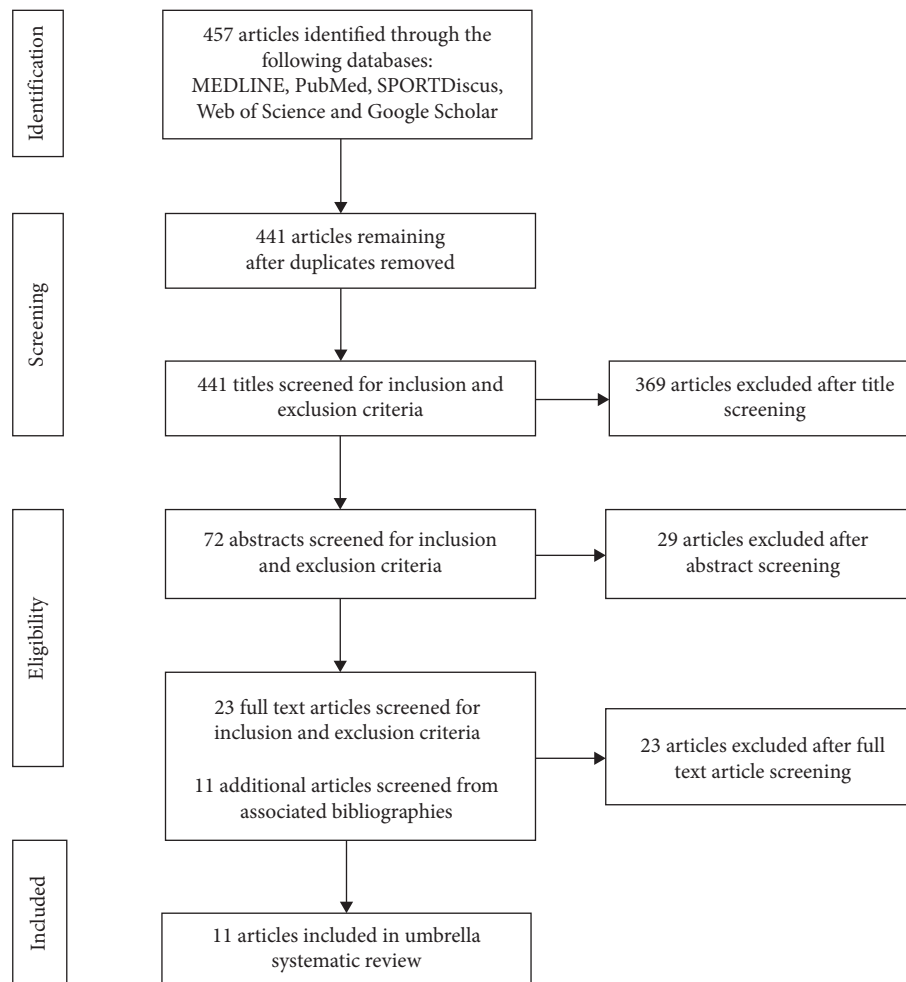 Identification
457 articles identified through the
following databases:
MEDLINE, PubMed, SPORTDiscus,
Web of Science and Google Scholar
Screening
441 articles remaining
after duplicates removed
441 titles screened for inclusion and
exclusion criteria
369 articles excluded after title
screening
Eligibility
72 abstracts screened for inclusion
and exclusion criteria
29 articles excluded after
abstract screening
23 full text articles screened for
inclusion and exclusion criteria
11 additional articles screened from
associated bibliographies
23 articles excluded after full
text article screening
Included
11 articles included in umbrella
systematic review